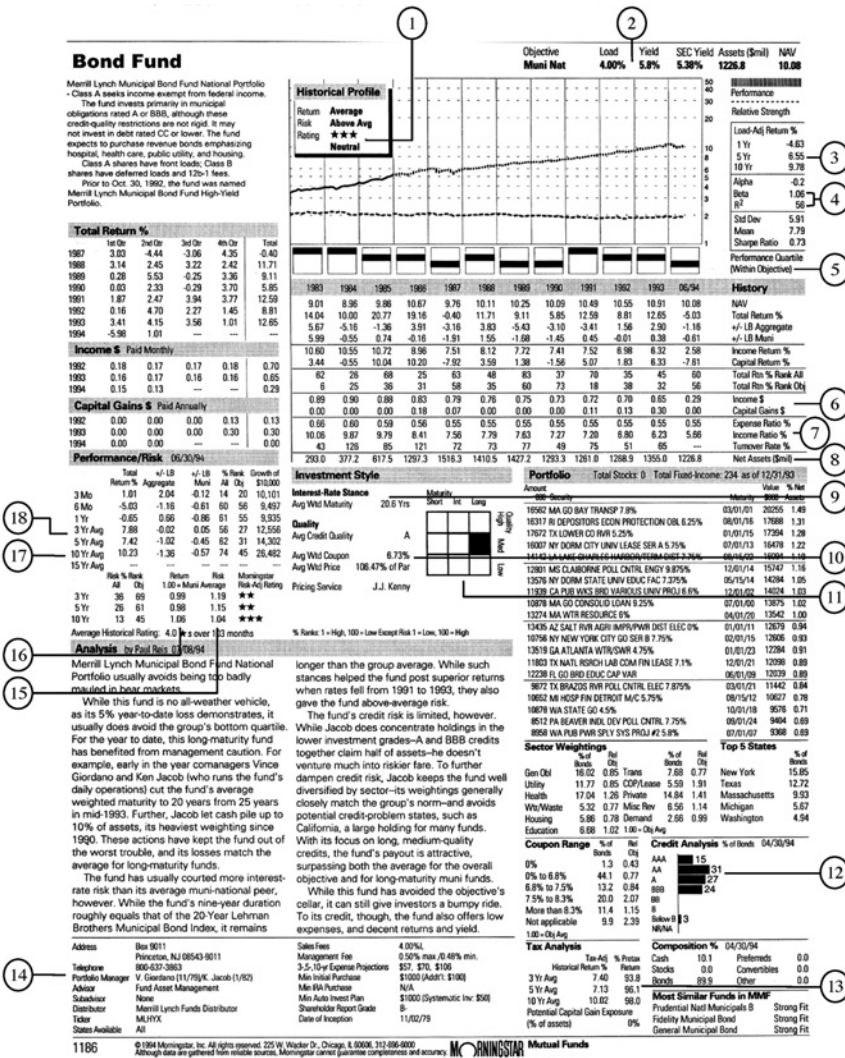 1
2
Bond Fund
Objective Load Yield SEC Yield Assets ($mil) NAV
Muni Nat 4.00% 5.8% 5.38% 1226.8 10.08
Merrill Lynch Municipal Bond Fund National Portfolio
- Class A seeks income exempt from federal income.
The fund invests primarily in municipal
obligations rated A or BBB, although these
credit-quality restrictions are not rigid. It may
not invest in debt rated CC or lower. The fund
expects to purchase revenue bonds emphasizing
hospital, health care, public utility, and housing.
Class A shares have front loads; Class B
shares have deferred loads and 12b-1 fees.
Prior to Oct. 30, 1992, the fund was named
Merrill Lynch Municipal Bond Fund High-Yield
Portfolio.
Historical Profile
Return Average
Risk Above Avg
Rating ★★★
Neutral
50
40
30
20
10
8
6
5
4
3
2
1
Performance
Relative Strength
Load-Adj Return %
1 Yr -4.63
5 Yr 6.55
10 Yr 9.78
3
Alpha -0.2
Beta 1.06
R2 56
4
Std Dev 5.91
Mean 7.79
Sharpe Ratio 0.73
Performance Quartile
(Within Objective)
5
Total Return %
1st Qtr 2nd Qtr 3rd Qtr 4th Qtr Total
1987 3.03 -4.44 -3.06 4.35 -0.40
1988 3.14 2.45 3.22 2.42 11.71
1989 0.28 5.53 -0.25 3.36 9.11
1990 0.03 2.33 -0.29 3.70 5.85
1991 1.87 2.47 3.94 3.77 12.59
1992 0.16 4.70 2.27 1.45 8.81
1993 3.41 4.15 3.56 1.01 12.65
1994 -5.98 1.01 --- --- ---
Income $ Paid Monthly
1992 0.18 0.17 0.17 0.18 0.70
1993 0.16 0.17 0.16 0.16 0.65
1994 0.15 0.13 --- --- 0.29
Capital Gains $ Paid Annually
1992 0.00 0.00 0.00 0.13 0.13
1993 0.00 0.00 0.00 0.30 0.30
1994 0.00 0.00 --- --- 0.00
1983 1984 1985 1986 1987 1988 1989 1990 1991 1992 1993 06/94 History
9.01 8.96 9.86 10.67 9.76 10.11 10.25 10.09 10.49 10.55 10.91 10.08 NAV
14.04 10.00 20.77 19.16 -0.40 11.71 9.11 5.85 12.59 8.81 12.65 -5.03 Total Return %
5.67 -5.16 -1.36 3.91 -3.16 3.83 -5.43 -3.10 -3.41 1.56 2.90 -1.16 +/- LB Aggregate
5.99 -0.55 0.74 -0.16 -1.91 1.55 -1.68 -1.45 0.45 -0.01 0.38 -0.61 +/- LB Muni
10.60 10.55 10.72 8.96 7.51 8.12 7.72 7.41 7.52 6.98 6.32 2.58 Income Return %
3.44 -0.55 10.04 10.20 -7.92 3.59 1.38 -1.56 5.07 1.83 6.33 -7.61 Capital Return %
62 26 68 25 63 48 83 37 70 35 45 60 Total Rtn % Rank All
6 25 36 31 58 35 60 73 18 38 32 56 Total Rtn % Rank Obj
0.89 0.90 0.88 0.83 0.79 0.76 0.75 0.73 0.72 0.70 0.65 0.29 Income $
0.00 0.00 0.00 0.18 0.07 0.00 0.00 0.00 0.11 0.13 0.30 0.00 Capital Gains $
6
0.66 0.60 0.59 0.55 0.55 0.55 0.55 0.55 0.55 0.55 0.55 Expense Ratio %
10.06 9.87 9.79 8.41 7.56 7.79 7.63 7.27 7.20 6.80 6.23 5.66 Income Ratio %
43 126 85 121 72 73 77 49 75 51 65 --- Turnover Rate %
7
293.0 377.2 617.5 1297.3 1516.3 1410.5 1427.2 1293.3 1261.0 1268.9 1355.0 1226.8 Net Assets ($mil)
8
Performance/Risk 06/30/94
Total Return % +/- LB Aggregate +/- LB Muni % Rank All Obj Growth of $10,000
3 Mo 1.01 2.04 -0.12 14 20 10,101
6 Mo -5.03 -1.16 -0.61 60 56 9,497
1 Yr -0.65 0.66 -0.86 61 55 9,935
18
3 Yr Avg 7.88 -0.02 0.05 56 27 12,556
5 Yr Avg 7.42 -1.02 -0.45 62 31 14,302
17
10 Yr Avg 10.23 -1.36 -0.57 74 45 26,482
15 Yr Avg --- --- --- --- --- ---
Risk % Rank All Obj Return Risk 1.00 = Muni Average Morningstar Risk-Adj Rating
3 Yr 36 69 0.99 1.19 ★★
5 Yr 26 61 0.98 1.15 ★★
10 Yr 13 45 1.06 1.04 ★★★
Average Historical Rating: 4.0 ★s over months
% Ranks: 1 = High, 100 = Low Except Risk 1 = Low, 100 = High
16
15
Investment Style
Interest-Rate Stance
Avg Wtd Maturity 20.6 Yrs
Quality
Avg Credit Quality A
Avg Wtd Coupon 6.73%
Avg Wtd Price 106.47% of Par
Pricing Service J.J. Kenny
Maturity
Short Int Long
Quality
High Med Low
9
10
11
Portfolio Total Stocks: 0 Total Fixed-Income: 234 as of 12/31/93
Amount 000 Security Maturity Value $000 % Net Assets
18562 MA GO BAY TRANSP 7.8% 03/01/01 20255 1.49
16317 RI DEPOSITORS ECON PROTECTION OBL 6.25% 08/01/16 17688 1.31
17672 TX LOWER CO RVR 5.25% 01/01/15 17394 1.28
16007 NY DORM CITY UNIV LEASE SER A 5.75% 07/01/13 16478 1.22
12801 MS CLAIBORNE POLL CNTRL ENGY 9.875% 12/01/14 15747 1.16
13576 NY DORM STATE UNIV EDUC FAC 7.375% 05/15/14 14284 1.05
11939 CA PUB WKS BRD VARIOUS UNIV PROJ 6.6% 12/01/02 14024 1.03
10878 MA GO CONSOLID LOAN 9.25% 07/01/00 13875 1.02
13274 MA WTR RESOURCE 6% 04/01/20 13542 1.00
13435 AZ SALT RVR AGRI IMPR/PWR DIST ELEC 0% 01/01/11 12679 0.94
10756 NY NEW YORK CITY GO SER B 7.75% 02/01/15 12606 0.93
13519 GA ATLANTA WTR/SWR 4.75% 01/01/23 12284 0.91
11803 TX NATL RSRCH LAB COM FIN LEASE 7.1% 12/01/21 12098 0.89
12238 FL GO BRD EDUC CAP VAR 06/01/09 12039 0.89
9872 TX BRAZOS RVR POLL CNTRL ELEC 7.875% 03/01/21 11442 0.84
10652 MI HOSP FIN DETROIT M/C 5.75% 08/15/12 10627 0.78
10878 WA STATE GO 4.5% 10/01/18 9576 0.71
8512 PA BEAVER INDL DEV POLL CNTRL 7.75% 09/01/24 9404 0.69
8958 WA PUB PWR SPLY SYS PROJ #2 5.8% 07/01/07 9368 0.69
Analysis by Paul Reis
Merrill Lynch Municipal Bond Fund National
Portfolio usually avoids being too badly
mauled in bear markets.
While this fund is no all-weather vehicle,
as its 5% year-to-date loss demonstrates, it
usually does avoid the group's bottom quartile.
For the year to date, this long-maturity fund
has benefited from management caution. For
example, early in the year comanagers Vince
Giordano and Ken Jacob (who runs the fund's
daily operations) cut the fund's average
weighted maturity to 20 years from 25 years
in mid-1993. Further, Jacob let cash pile up to
10% of assets, its heaviest weighting since
1990. These actions have kept the fund out of
the worst trouble, and its losses match the
average for long-maturity funds.
The fund has usually courted more interest-
rate risk than its average muni-national peer,
however. While the fund's nine-year duration
roughly equals that of the 20-Year Lehman
Brothers Municipal Bond Index, it remains
longer than the group average. While such
stances helped the fund post superior returns
when rates fell from 1991 to 1993, they also
gave the fund above-average risk.
The fund's credit risk is limited, however.
While Jacob does concentrate holdings in the
lower investment grades–A and BBB credits
together claim half of assets–he doesn't
venture much into riskier fare. To further
dampen credit risk, Jacob keeps the fund well
diversified by sector–its weightings generally
closely match the group's norm–and avoids
potential credit-problem states, such as
California, a large holding for many funds.
With its focus on long, medium-quality
credits, the fund's payout is attractive,
surpassing both the average for the overall
objective and for long-maturity muni funds.
While this fund has avoided the objective's
cellar, it can still give investors a bumpy ride.
To its credit, though, the fund also offers low
expenses, and decent returns and yield.
Sector Weightings
% of Bonds Rel Obj % of Bonds Rel Obj
Gen Obl 16.02 0.85 Trans 7.68 0.77
Utility 11.77 0.85 COP/Lease 5.59 1.91
Health 17.04 1.26 Private 14.84 1.41
Wtr/Waste 5.32 0.77 Misc Rev 6.56 1.14
Housing 5.86 0.78 Demand 2.66 0.99
Education 6.68 1.02 1.00 = Obj Avg
Top 5 States
% of Bonds
New York 15.85
Texas 12.72
Massachusetts 9.93
Michigan 5.67
Washington 4.94
Coupon Range % of Bonds Rel Obj
0% 1.3 0.43
0% to 6.8% 44.1 0.77
6.8% to 7.5% 13.2 0.84
7.5% to 8.3% 20.0 2.07
More than 8.3% 11.4 1.15
Not applicable 9.9 2.39
1.00 = Obj Avg
Credit Analysis % of Bonds 04/30/94
AAA 15
AA 31
A 27
BBB 24
BB
B
Below B 3
NR/NA
12
Tax Analysis
Tax-Adj Historical Return % % Pretax Return
3 Yr Avg 7.40 93.8
5 Yr Avg 7.13 96.1
10 Yr Avg 10.02 98.0
Potential Capital Gain Exposure
(% of assets) 0%
Composition % 04/30/94
Cash 10.1 Preferreds 0.0
Stocks 0.0 Convertibles 0.0
Bonds 89.9 Other 0.0
13
Most Similar Funds in MMF
Prudential Natl Municipals B Strong Fit
Fidelity Municipal Bond Strong Fit
General Municipal Bond Strong Fit
14
Address Box 9011
Princeton, NJ 08543-9011
Telephone 800-637-3863
Portfolio Manager V. Giordano (11/79)/K. Jacob (1/82)
Advisor Fund Asset Management
Subadvisor None
Distributor Merrill Lynch Funds Distributor
Ticker MLHYX
States Available All
Sales Fees 4.00%L
Management Fee 0.50% max./0.48% min.
3-,5-,10-yr Expense Projections $57, $70, $106
Min Initial Purchase $1000 (Addt'l: $100)
Min IRA Purchase N/A
Min Auto Invest Plan $1000 (Systematic Inv: $50)
Shareholder Report Grade B-
Date of Inception 11/02/79
1186
© 1994 Morningstar, Inc. All rights reserved. 225 W. Wacker Dr., Chicago, IL 60606, 312-696-6000
Although data are gathered from reliable sources, Morningstar cannot guarantee completeness and accuracy.
MORNINGSTAR Mutual Funds